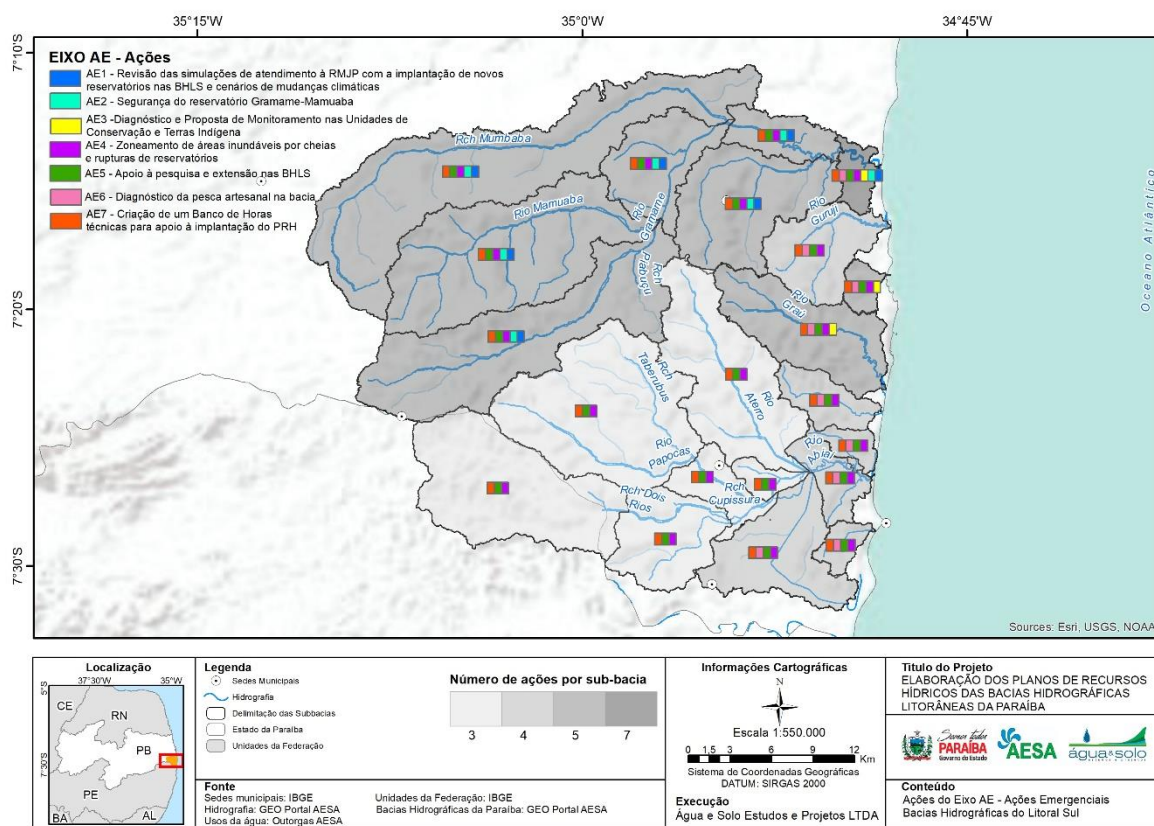 35°15'W
35°0'W
34°45'W
7°10'S
7°20'S
7°30'S
EIXO AE - Ações
AE1 - Revisão das simulações de atendimento à RMJP com a implantação de novos
reservatórios nas BHLS e cenários de mudanças climáticas
AE2 - Segurança do reservatório Gramame-Mamuaba
AE3 -Diagnóstico e Proposta de Monitoramento nas Unidades de
Conservação e Terras Indígena
AE4 - Zoneamento de áreas inundáveis por cheias
e rupturas de reservatórios
AE5 - Apoio à pesquisa e extensão nas BHLS
AE6 - Diagnóstico da pesca artesanal na bacia
AE7 - Criação de um Banco de Horas
técnicas para apoio à implantação do PRH
Rch Mumbaba
Rio Mamuaba
Rio
Gramame
Rch
Piabuçu
Rio
Guruji
Rio
Graú
Rch
Taberubus
Rio
Aterro
Rio
Papocas
Rio
Abiaí
Rch
Cupissura
Rch Dois
Rios
Oceano Atlântico
Sources: Esri, USGS, NOAA
Localização
37°30'W
35°W
5°S
7°30'S
CE
RN
PB
PE
BA
AL
Legenda
Sedes Municipais
Hidrografia
Delimitação das Subbacias
Estado da Paraíba
Unidades da Federação
Número de ações por sub-bacia
3 4 5 7
Fonte
Sedes municipais: IBGE
Hidrografia: GEO Portal AESA
Usos da água: Outorgas AESA
Unidades da Federação: IBGE
Bacias Hidrográficas da Paraíba: GEO Portal AESA
Informações Cartográficas
N
Escala 1:550.000
0 1,5 3 6 9 12
Km
Sistema de Coordenadas Geográficas
DATUM: SIRGAS 2000
Execução
Água e Solo Estudos e Projetos LTDA
Titulo do Projeto
ELABORAÇÃO DOS PLANOS DE RECURSOS
HÍDRICOS DAS BACIAS HIDROGRÁFICAS
LITORÂNEAS DA PARAÍBA
Somos todos
PARAÍBA
Governo do Estado
AESA
água&solo
Conteúdo
Ações do Eixo AE - Ações Emergenciais
Bacias Hidrográficas do Litoral Sul